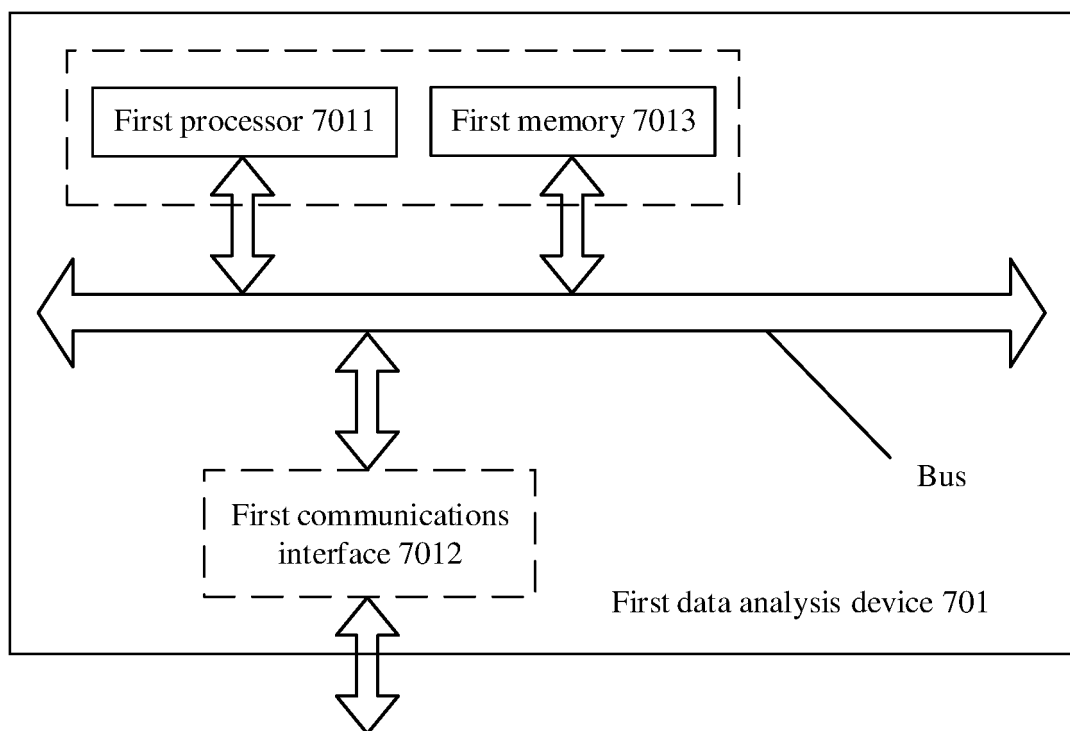 First processor 7011
First memory 7013
First communications
interface 7012
Bus
First data analysis device 701